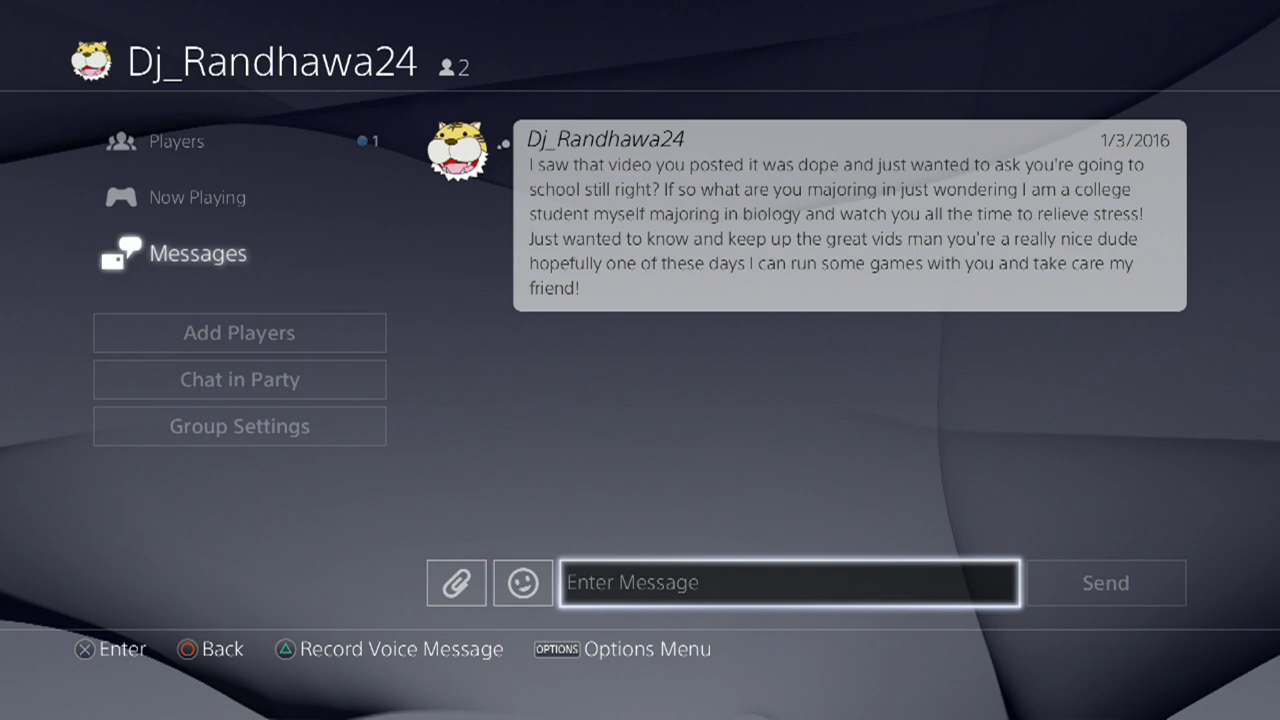 Dj_Randhawa24 2
Players 1
Now Playing
Messages
Add Players
Chat in Party
Group Settings
Dj_Randhawa24 1/3/2016
I saw that video you posted it was dope and just wanted to ask you're going to
school still right? If so what are you majoring in just wondering I am a college
student myself majoring in biology and watch you all the time to relieve stress!
Just wanted to know and keep up the great vids man you're a really nice dude
hopefully one of these days I can run some games with you and take care my
friend!
Enter Message
Send
Enter Back Record Voice Message OPTIONS Options Menu